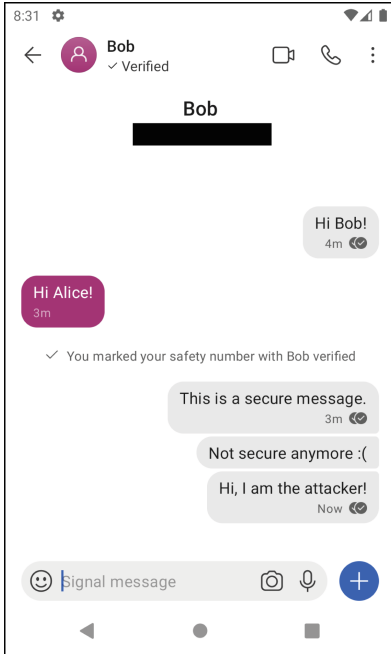 8:31
Bob
Verified
Bob
Hi Bob!
4m
Hi Alice!
3m
You marked your safety number with Bob verified
This is a secure message.
3m
Not secure anymore :(
Hi, I am the attacker!
Now
Signal message